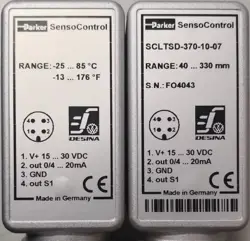 Parker SensoControl
RANGE: -25 ... 85 °C
-13 ... 176 °F
DESINA
1. V+ 15 ... 30 VDC
2. out 0/4 ... 20mA
3. GND
4. out S1
Made in Germany
CE
Parker SensoControl
SCLTSD-370-10-07
RANGE: 40 ... 330 mm
S.N.: FO4043
DESINA
1. V+ 15 ... 30 VDC
2. out 0/4 ... 20mA
3. GND
4. out S1
Made in Germany
CE